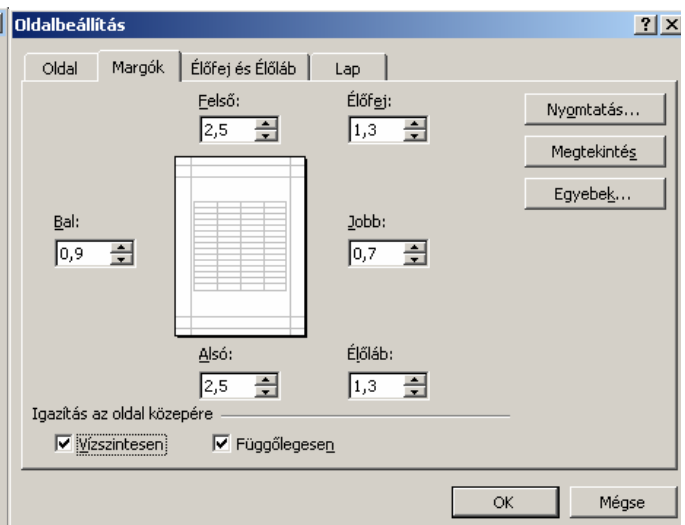 Oldalbeállítás
Oldal Margók Élőfej és Élőláb Lap
Felső: Élőfej:
2,5 1,3 Nyomtatás...
Megtekintés
Egyebek...
Bal: Jobb:
0,9 0,7
Alsó: Élőláb:
2,5 1,3
Igazítás az oldal közepére
Vízszintesen Függőlegesen
OK Mégse